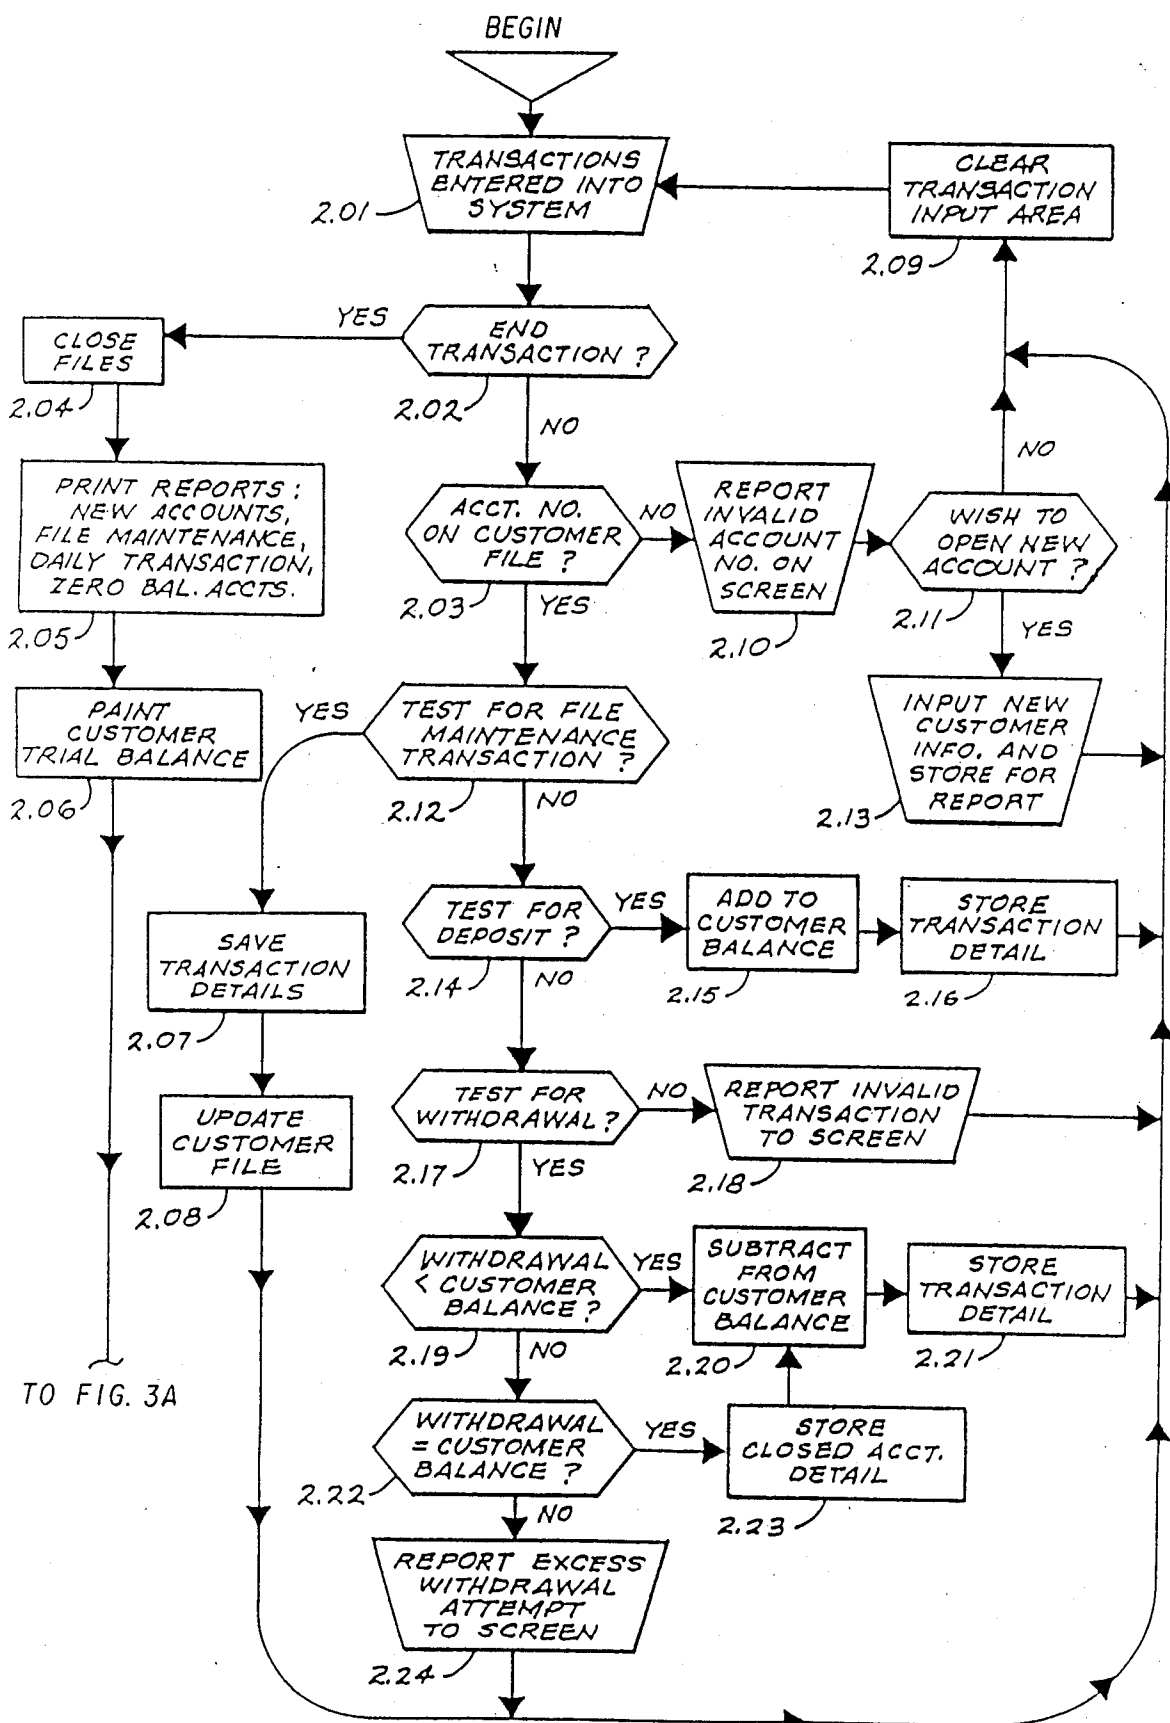 BEGIN
TRANSACTIONS
ENTERED INTO
SYSTEM
2.01
CLEAR
TRANSACTION
INPUT AREA
2.09
YES
END
TRANSACTION ?
2.02
NO
CLOSE
FILES
2.04
PRINT REPORTS :
NEW ACCOUNTS,
FILE MAINTENANCE,
DAILY TRANSACTION,
ZERO BAL. ACCTS.
2.05
ACCT. NO.
ON CUSTOMER
FILE ?
2.03
NO
YES
REPORT
INVALID
ACCOUNT
NO. ON
SCREEN
2.10
NO
WISH TO
OPEN NEW
ACCOUNT ?
2.11
YES
PAINT
CUSTOMER
TRIAL BALANCE
2.06
YES
TEST FOR FILE
MAINTENANCE
TRANSACTION ?
2.12
NO
INPUT NEW
CUSTOMER
INFO. AND
STORE FOR
REPORT
2.13
TEST FOR
DEPOSIT ?
2.14
YES
NO
ADD TO
CUSTOMER
BALANCE
2.15
STORE
TRANSACTION
DETAIL
2.16
SAVE
TRANSACTION
DETAILS
2.07
UPDATE
CUSTOMER
FILE
2.08
TEST FOR
WITHDRAWAL ?
2.17
NO
YES
REPORT INVALID
TRANSACTION
TO SCREEN
2.18
WITHDRAWAL
< CUSTOMER
BALANCE ?
2.19
YES
NO
SUBTRACT
FROM
CUSTOMER
BALANCE
2.20
STORE
TRANSACTION
DETAIL
2.21
TO FIG. 3A
WITHDRAWAL
= CUSTOMER
BALANCE ?
2.22
YES
NO
STORE
CLOSED ACCT.
DETAIL
2.23
REPORT EXCESS
WITHDRAWAL
ATTEMPT
TO SCREEN
2.24